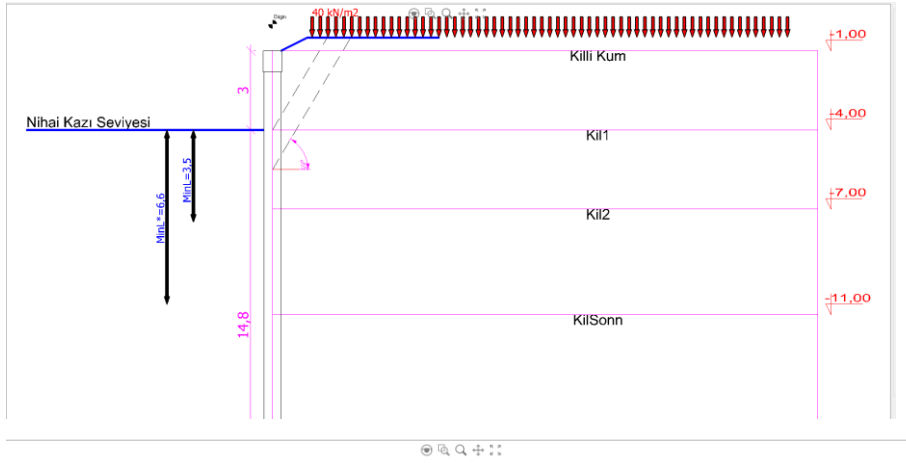 Origin
40 kN/m2
-1,00
Killi Kum
3
Nihai Kazı Seviyesi
-4,00
Kil1
MinL=3,5
MinL*=6,6
-7,00
Kil2
-11,00
14,8
KilSonn